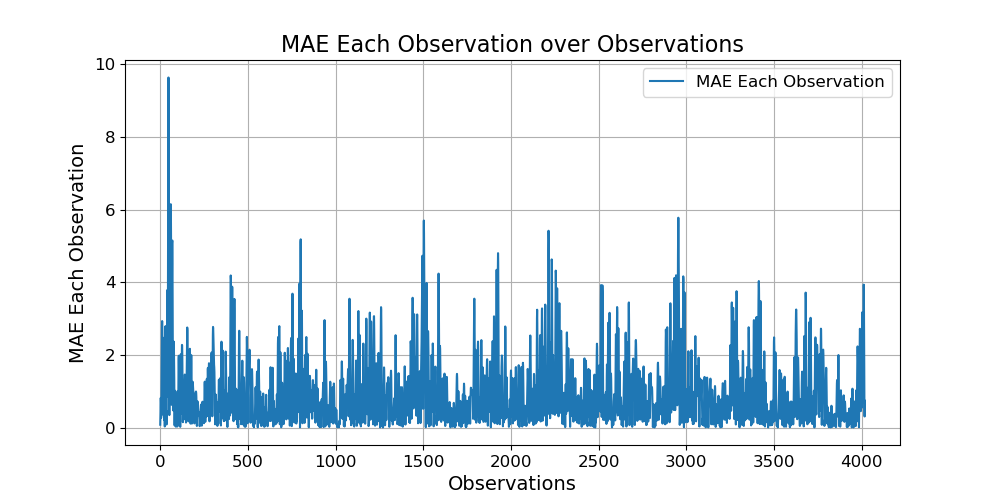 MAE Each Observation over Observations
MAE Each Observation
10
8
6
4
2
0
MAE Each Observation
0 500 1000 1500 2000 2500 3000 3500 4000
Observations